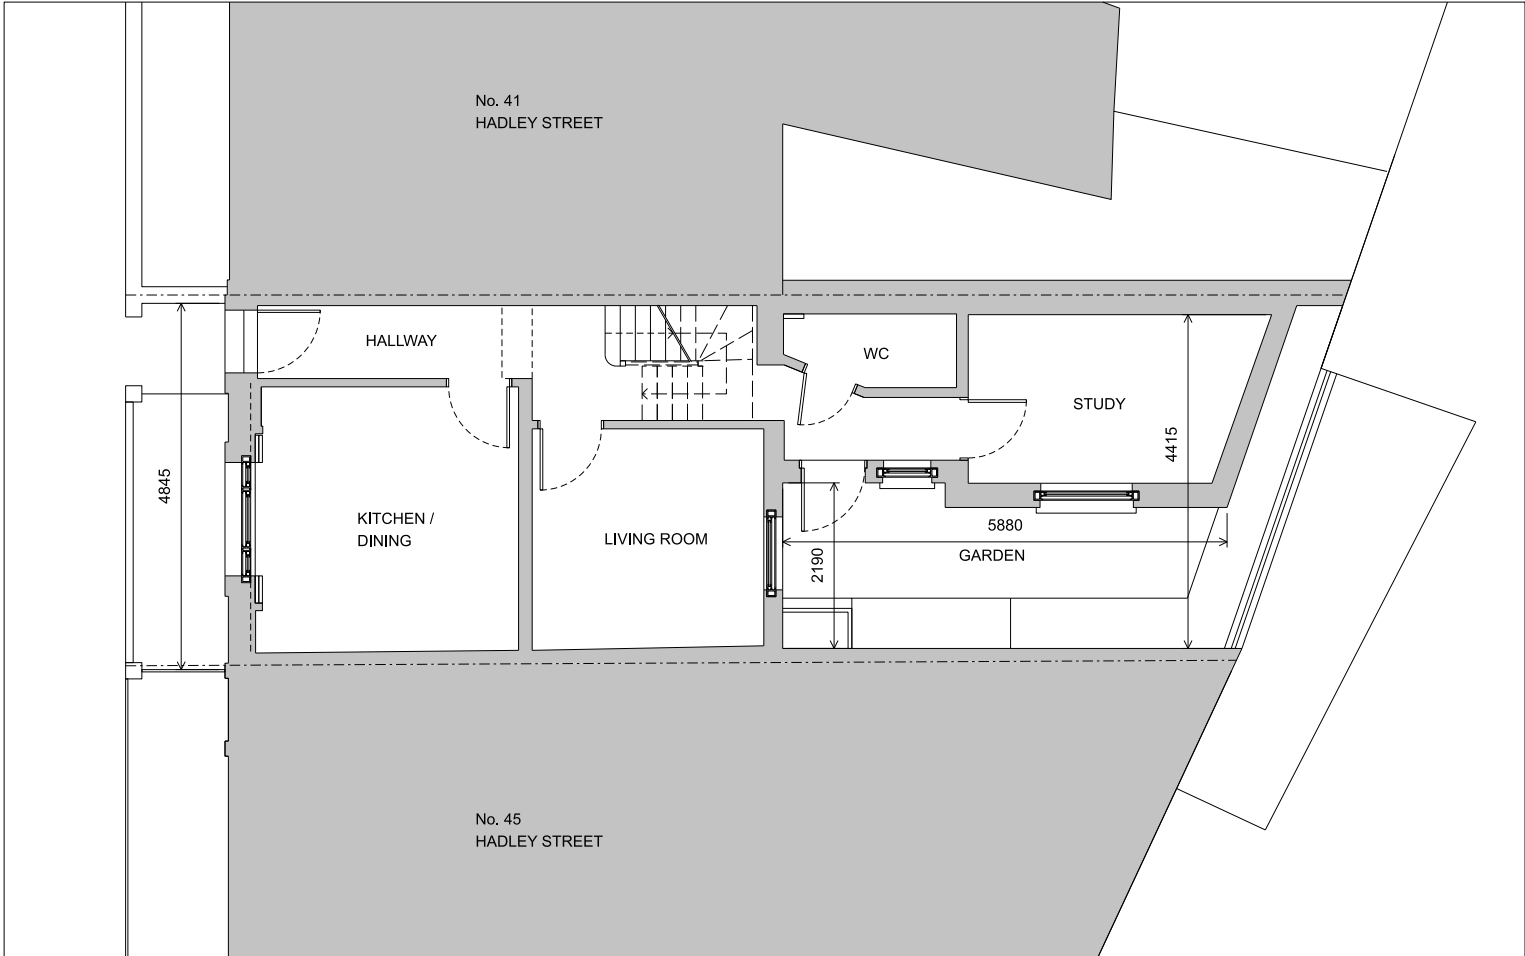 No. 41
HADLEY STREET
HALLWAY
WC
STUDY
4845
4415
KITCHEN /
DINING
LIVING ROOM
5880
2190
GARDEN
No. 45
HADLEY STREET